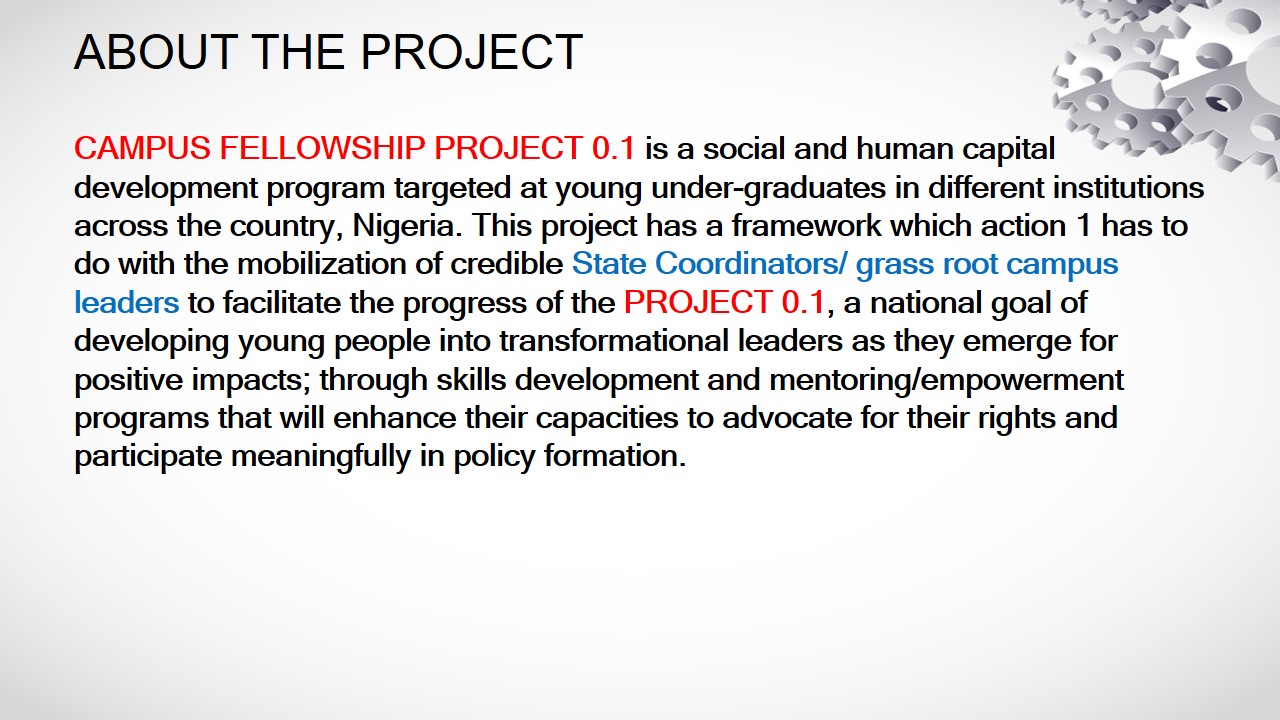 ABOUT THE PROJECT
CAMPUS FELLOWSHIP PROJECT 0.1 is a social and human capital
development program targeted at young under-graduates in different institutions
across the country, Nigeria. This project has a framework which action 1 has to
do with the mobilization of credible State Coordinators/ grass root campus
leaders to facilitate the progress of the PROJECT 0.1, a national goal of
developing young people into transformational leaders as they emerge for
positive impacts; through skills development and mentoring/empowerment
programs that will enhance their capacities to advocate for their rights and
participate meaningfully in policy formation.